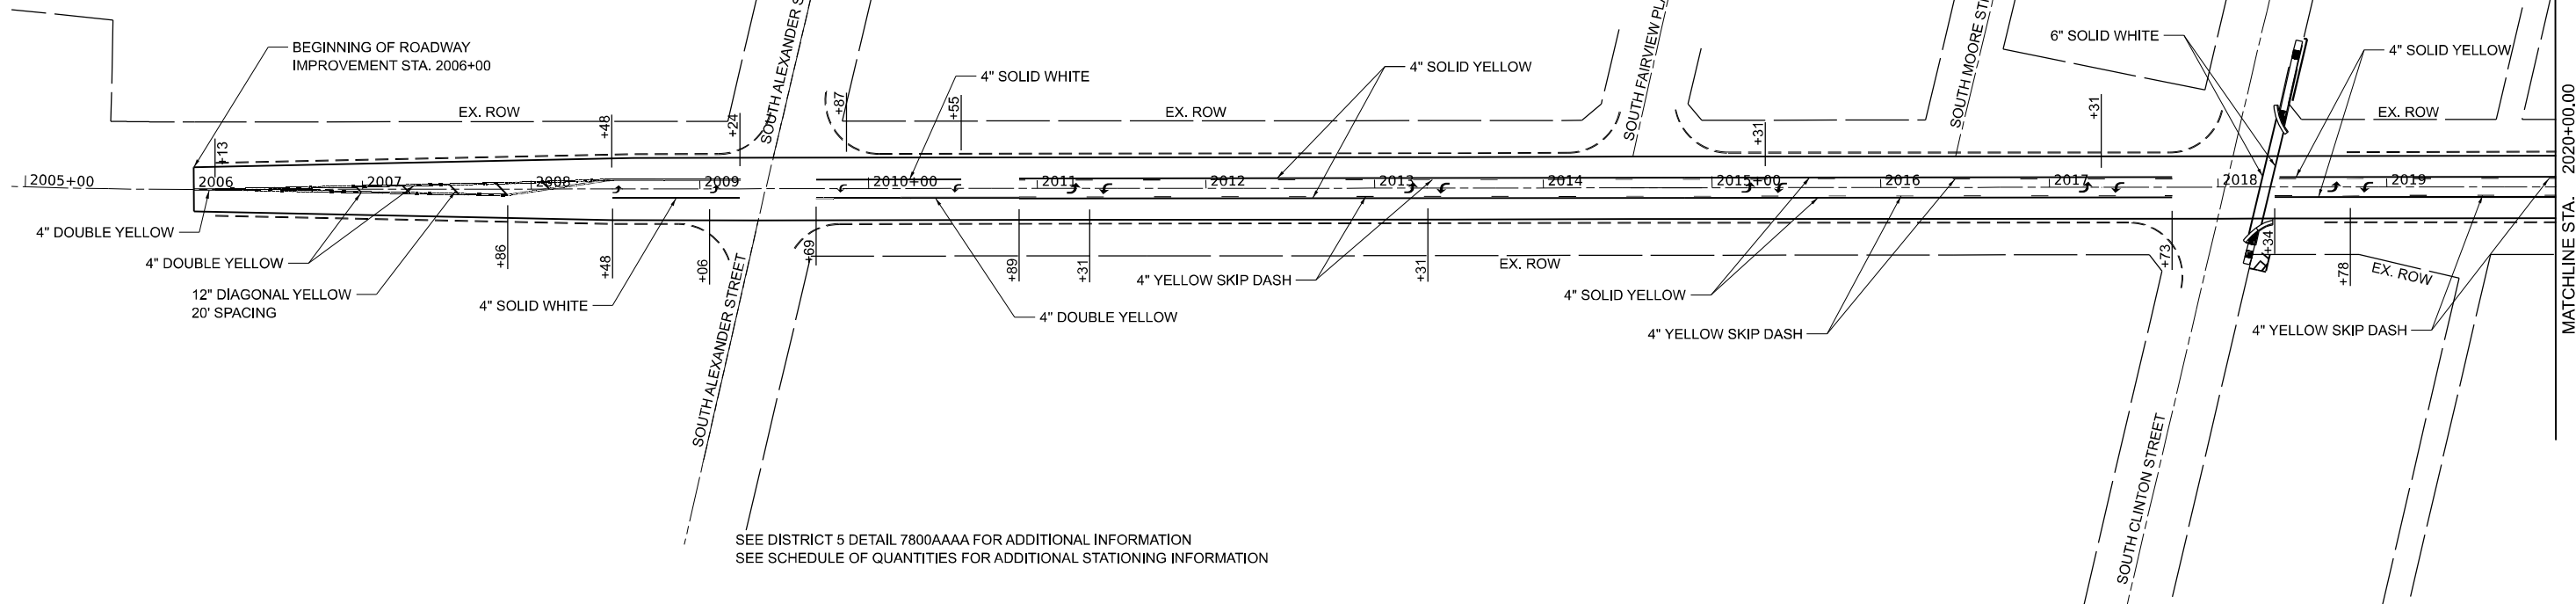 BEGINNING OF ROADWAY
IMPROVEMENT STA. 2006+00
SOUTH ALEXANDER S
4" SOLID WHITE
4" SOLID YELLOW
SOUTH FAIRVIEW PL
SOUTH MOORE ST
6" SOLID WHITE
4" SOLID YELLOW
EX. ROW
EX. ROW
EX. ROW
+13
+48
+24
+87
+55
+31
+31
2005+00
2006
2007
2008
2009
2010+00
2011
2012
2013
2014
2015+00
2016
2017
2018
2019
MATCHLINE STA. 2020+00.00
4" DOUBLE YELLOW
4" DOUBLE YELLOW
12" DIAGONAL YELLOW
20' SPACING
+86
+48
+06
+69
+89
+31
+31
+73
+34
+78
4" SOLID WHITE
SOUTH ALEXANDER STREET
4" DOUBLE YELLOW
4" YELLOW SKIP DASH
EX. ROW
4" SOLID YELLOW
4" YELLOW SKIP DASH
EX. ROW
4" YELLOW SKIP DASH
SOUTH CLINTON STREET
SEE DISTRICT 5 DETAIL 7800AAAA FOR ADDITIONAL INFORMATION
SEE SCHEDULE OF QUANTITIES FOR ADDITIONAL STATIONING INFORMATION